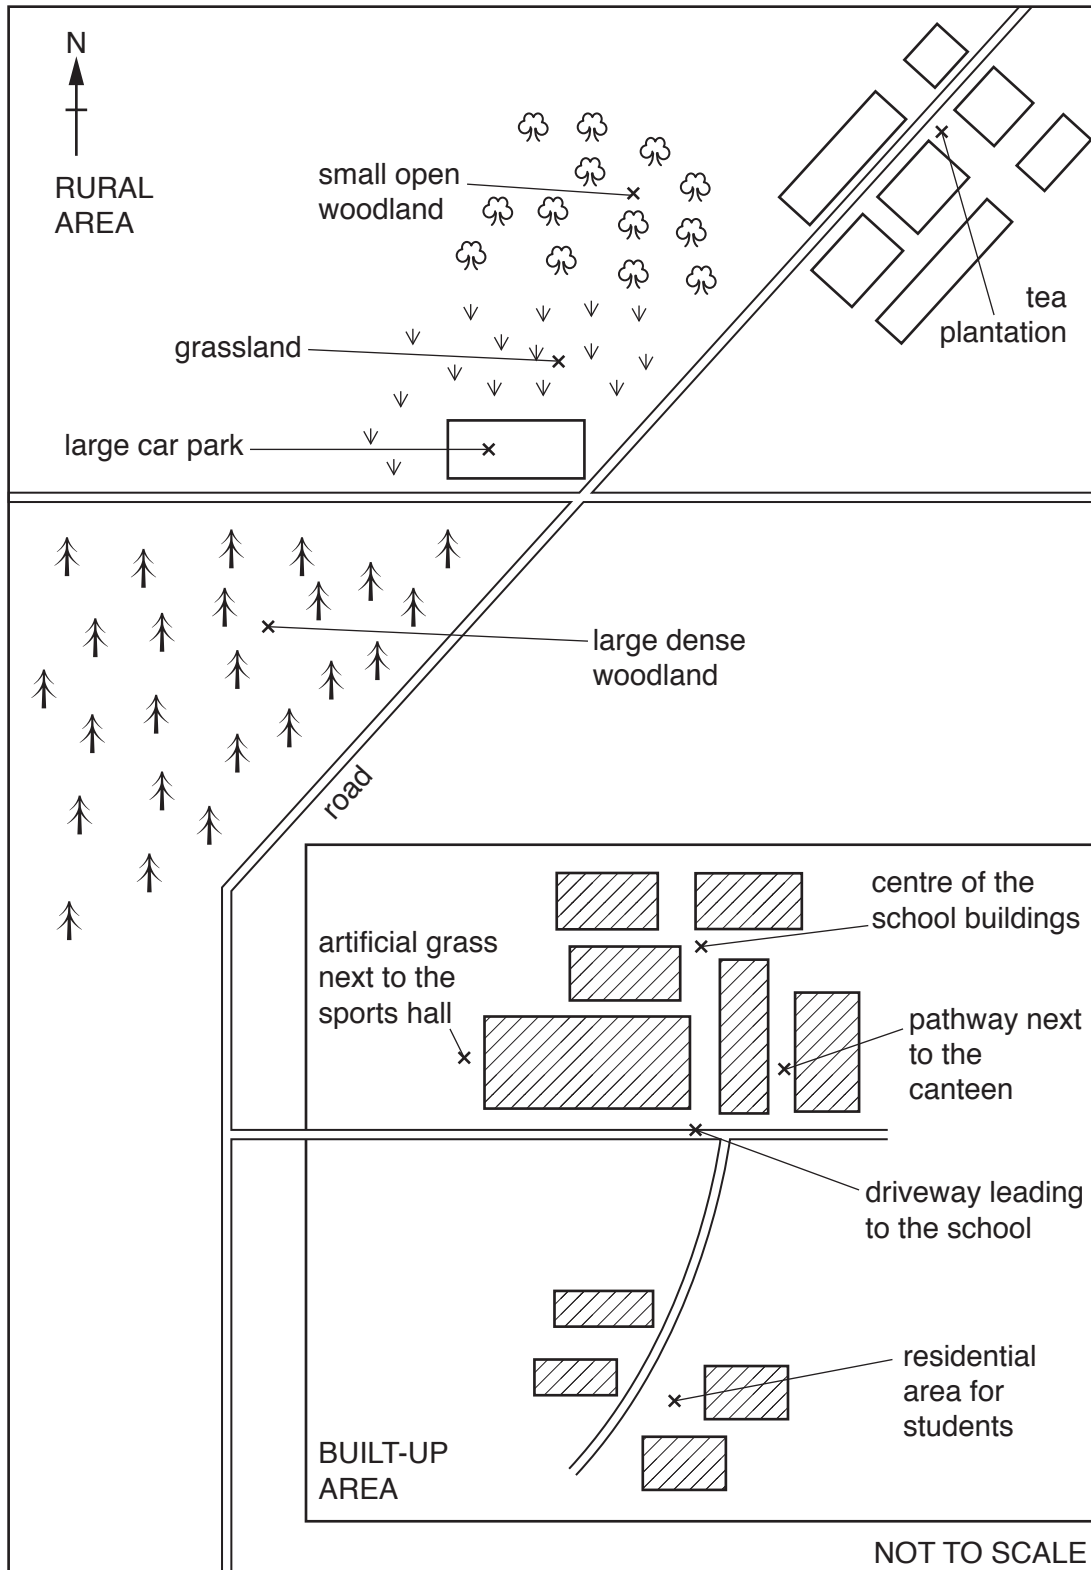 N
RURAL
AREA
small open
woodland
tea
plantation
grassland
large car park
large dense
woodland
road
centre of the
school buildings
artificial grass
next to the
sports hall
pathway next
to the
canteen
driveway leading
to the school
residential
area for
students
BUILT-UP
AREA
NOT TO SCALE